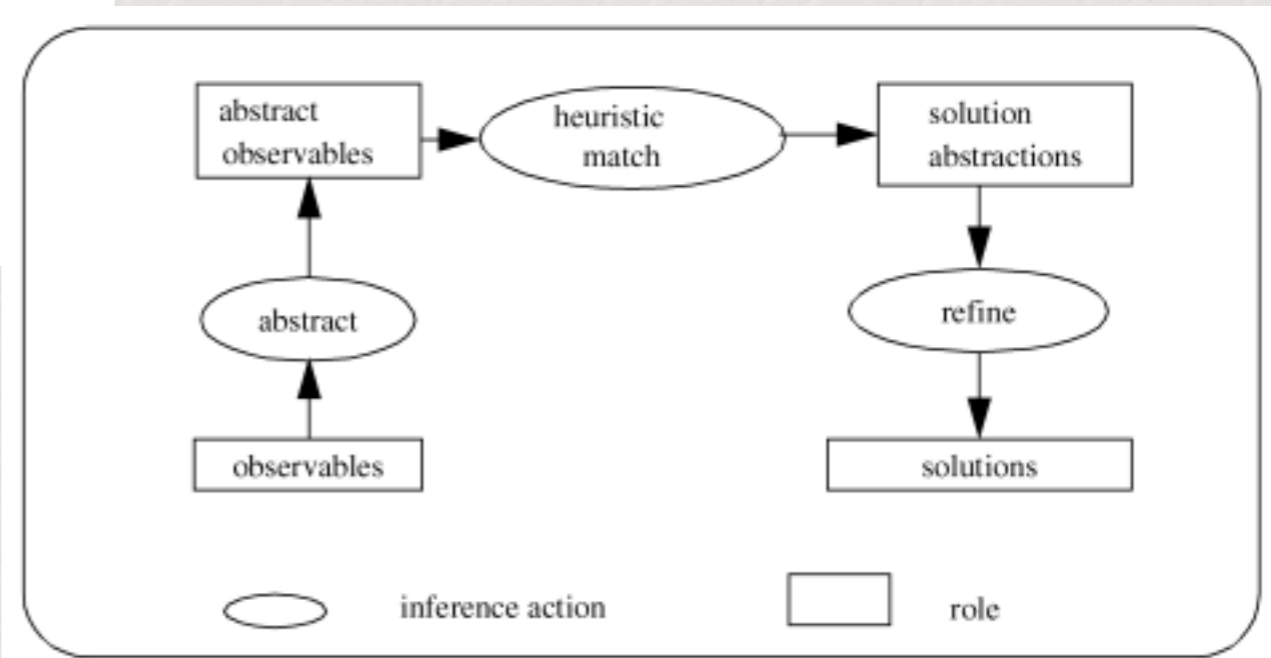 abstract
observables
heuristic
match
solution
abstractions
abstract
refine
observables
solutions
inference action
role